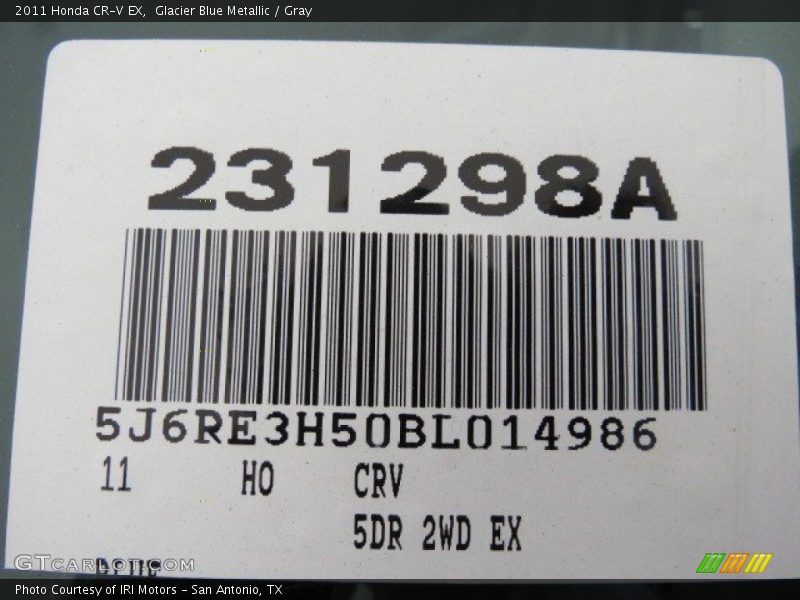 2011 Honda CR-V EX,  Glacier Blue Metallic / Gray
231298A
5J6RE3H50BL014986
11 HO CRV
5DR 2WD EX
BLUE
GTCARLOT.COM
Photo Courtesy of IRI Motors - San Antonio, TX